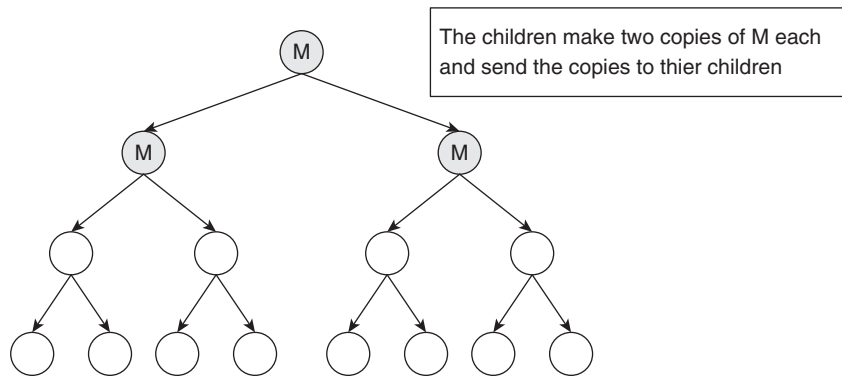 M
The children make two copies of M each
and send the copies to thier children
M
M